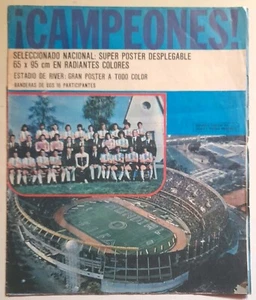 ¡CAMPEONES!
SELECCIONADO NACIONAL: SUPER POSTER DESPLEGABLE
65 x 95 cm EN RADIANTES COLORES
ESTADIO DE RIVER: GRAN POSTER A TODO COLOR
BANDERAS DE LOS 16 PARTICIPANTES